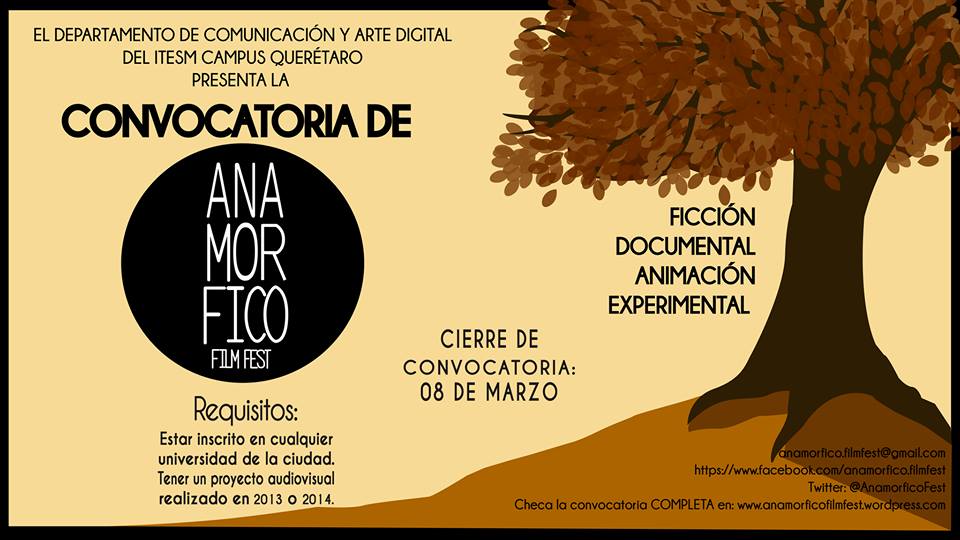 EL DEPARTAMENTO DE COMUNICACIÓN Y ARTE DIGITAL
DEL ITESM CAMPUS QUERÉTARO
PRESENTA LA
CONVOCATORIA DE
ANA
MOR
FICO
FILM FEST
Requisitos:
Estar inscrito en cualquier
universidad de la ciudad.
Tener un proyecto audiovisual
realizado en 2013 o 2014.
CIERRE DE
CONVOCATORIA:
08 DE MARZO
FICCIÓN
DOCUMENTAL
ANIMACIÓN
EXPERIMENTAL
anamorfico.filmfest@gmail.com
https://www.facebook.com/anamorfico.filmfest
Twitter: @AnamorficoFest
Checa la convocatoria COMPLETA en: www.anamorficofilmfest.wordpress.com